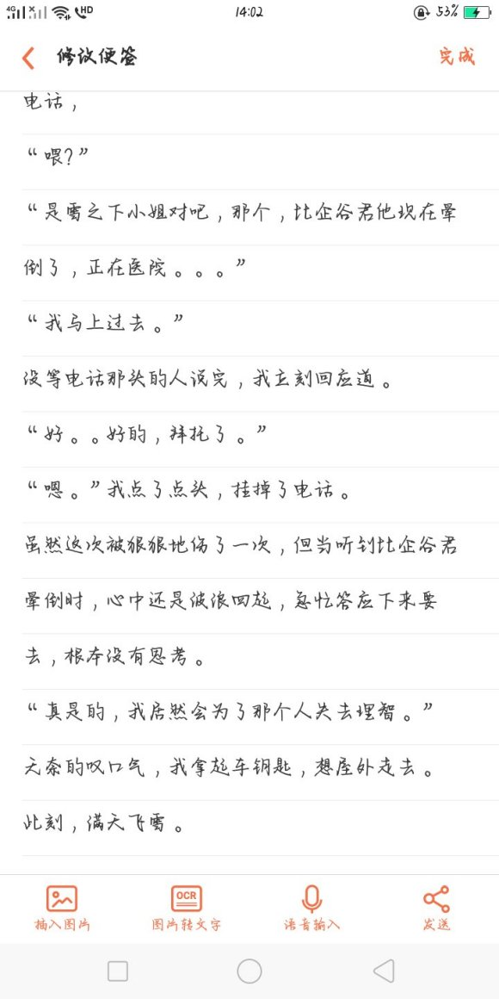 4G HD 14:02 53%
修改便签 完成
电话，
“喂？”
“是雪之下小姐对吧，那个，比企谷君他现在晕
倒了，正在医院。。。”
“我马上过去。”
没等电话那头的人说完，我立刻回应道。
“好。。好的，拜托了。”
“嗯。”我点了点头，挂掉了电话。
虽然这次被狠狠地伤了一次，但当听到比企谷君
晕倒时，心中还是波浪四起，急忙答应下来要
去，根本没有思考。
“真是的，我居然会为了那个人失去理智。”
无奈的叹口气，我拿起车钥匙，想屋外走去。
此刻，满天飞雪。
OCR
插入图片 图片转文字 语音输入 发送